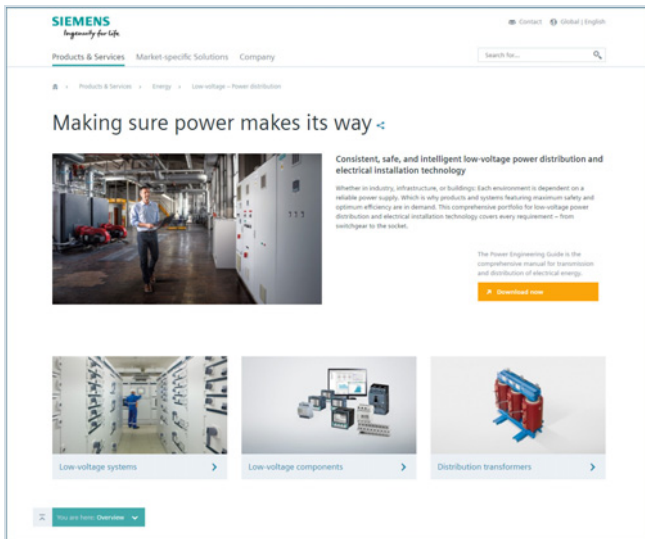 SIEMENS
Ingenuity for life
Contact Global | English
Products & Services Market-specific Solutions Company
Search for...
Products & Services Energy Low-voltage – Power distribution
Making sure power makes its way
Consistent, safe, and intelligent low-voltage power distribution and
electrical installation technology
Whether in industry, infrastructure, or buildings: Each environment is dependent on a
reliable power supply. Which is why products and systems featuring maximum safety and
optimum efficiency are in demand. This comprehensive portfolio for low-voltage power
distribution and electrical installation technology covers every requirement – from
switchgear to the socket.
The Power Engineering Guide is the
comprehensive manual for transmission
and distribution of electrical energy.
Download now
Low-voltage systems
Low-voltage components
Distribution transformers
You are here: Overview